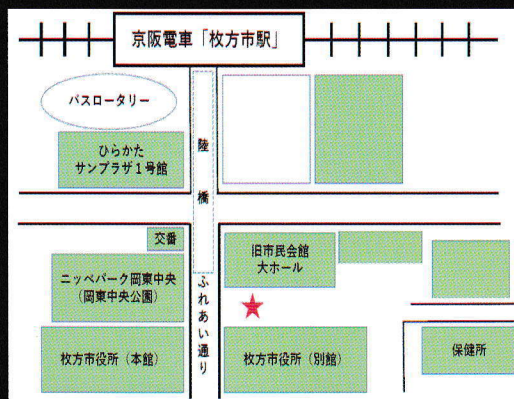 京阪電車「枚方市駅」
バスロータリー
ひらかた
サンプラザ１号館
陸橋
交番
旧市民会館
大ホール
ニッペパーク岡東中央
（岡東中央公園）
ふれあい通り
枚方市役所（本館）
枚方市役所（別館）
保健所